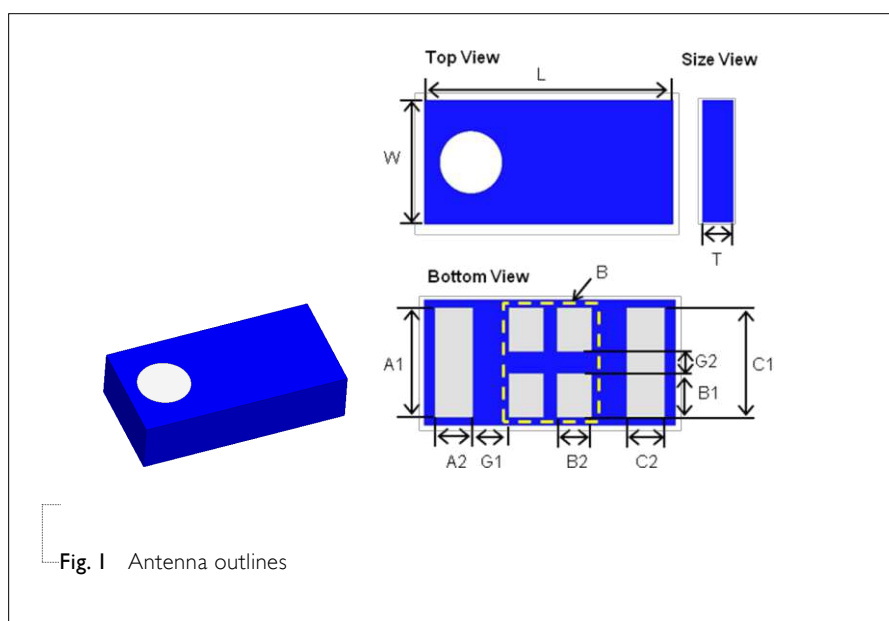 Top View
Size View
L
W
T
Bottom View
B
A1
G2
C1
B1
A2
G1
B2
C2
Fig. 1 Antenna outlines